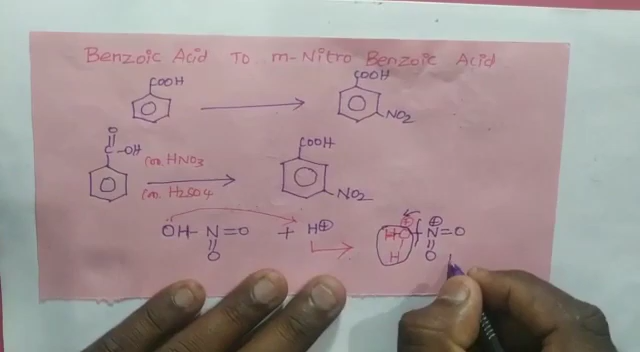 Benzoic Acid To m-Nitro Benzoic Acid
COOH COOH
NO2
O
C-OH con. HNO3 COOH
con. H2SO4 NO2
OH-N=O + H⊕ H-O⊕-N⊕=O
O H O